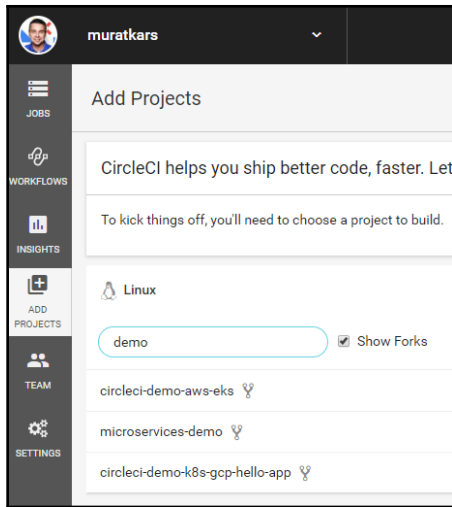 muratkars
JOBS
Add Projects
WORKFLOWS
CircleCI helps you ship better code, faster. Let
To kick things off, you'll need to choose a project to build.
INSIGHTS
Linux
ADD
PROJECTS
demo
Show Forks
TEAM
circleci-demo-aws-eks
microservices-demo
SETTINGS
circleci-demo-k8s-gcp-hello-app